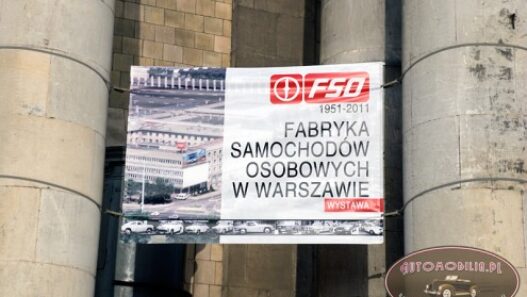 FSO
1951-2011
FABRYKA
SAMOCHODÓW
OSOBOWYCH
W WARSZAWIE
WYSTAWA
AUTOMOBILIA.PL